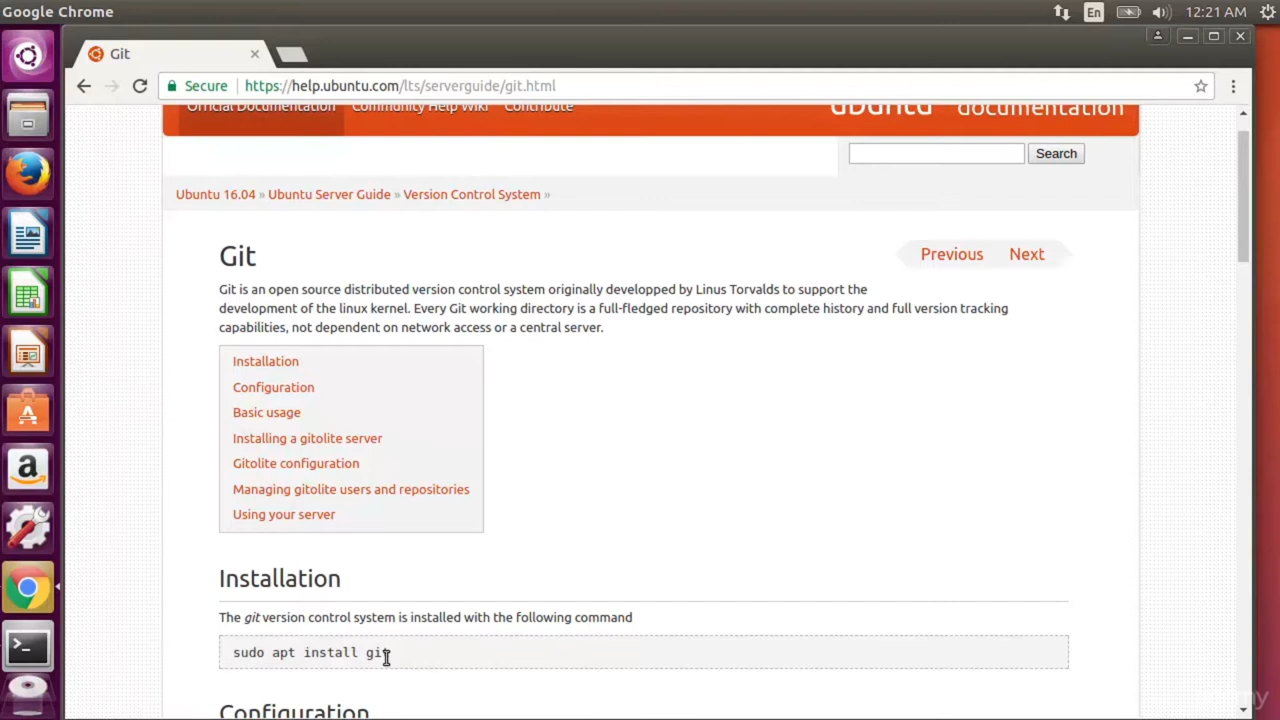 Google Chrome
En
12:21 AM
Git
Secure
https://help.ubuntu.com/lts/serverguide/git.html
Official Documentation
Community Help Wiki
Contribute
ubuntu documentation
Search
Ubuntu 16.04 » Ubuntu Server Guide » Version Control System »
Git
Previous
Next
Git is an open source distributed version control system originally developped by Linus Torvalds to support the
development of the linux kernel. Every Git working directory is a full-fledged repository with complete history and full version tracking
capabilities, not dependent on network access or a central server.
Installation
Configuration
Basic usage
Installing a gitolite server
Gitolite configuration
Managing gitolite users and repositories
Using your server
Installation
The git version control system is installed with the following command
sudo apt install git
Configuration